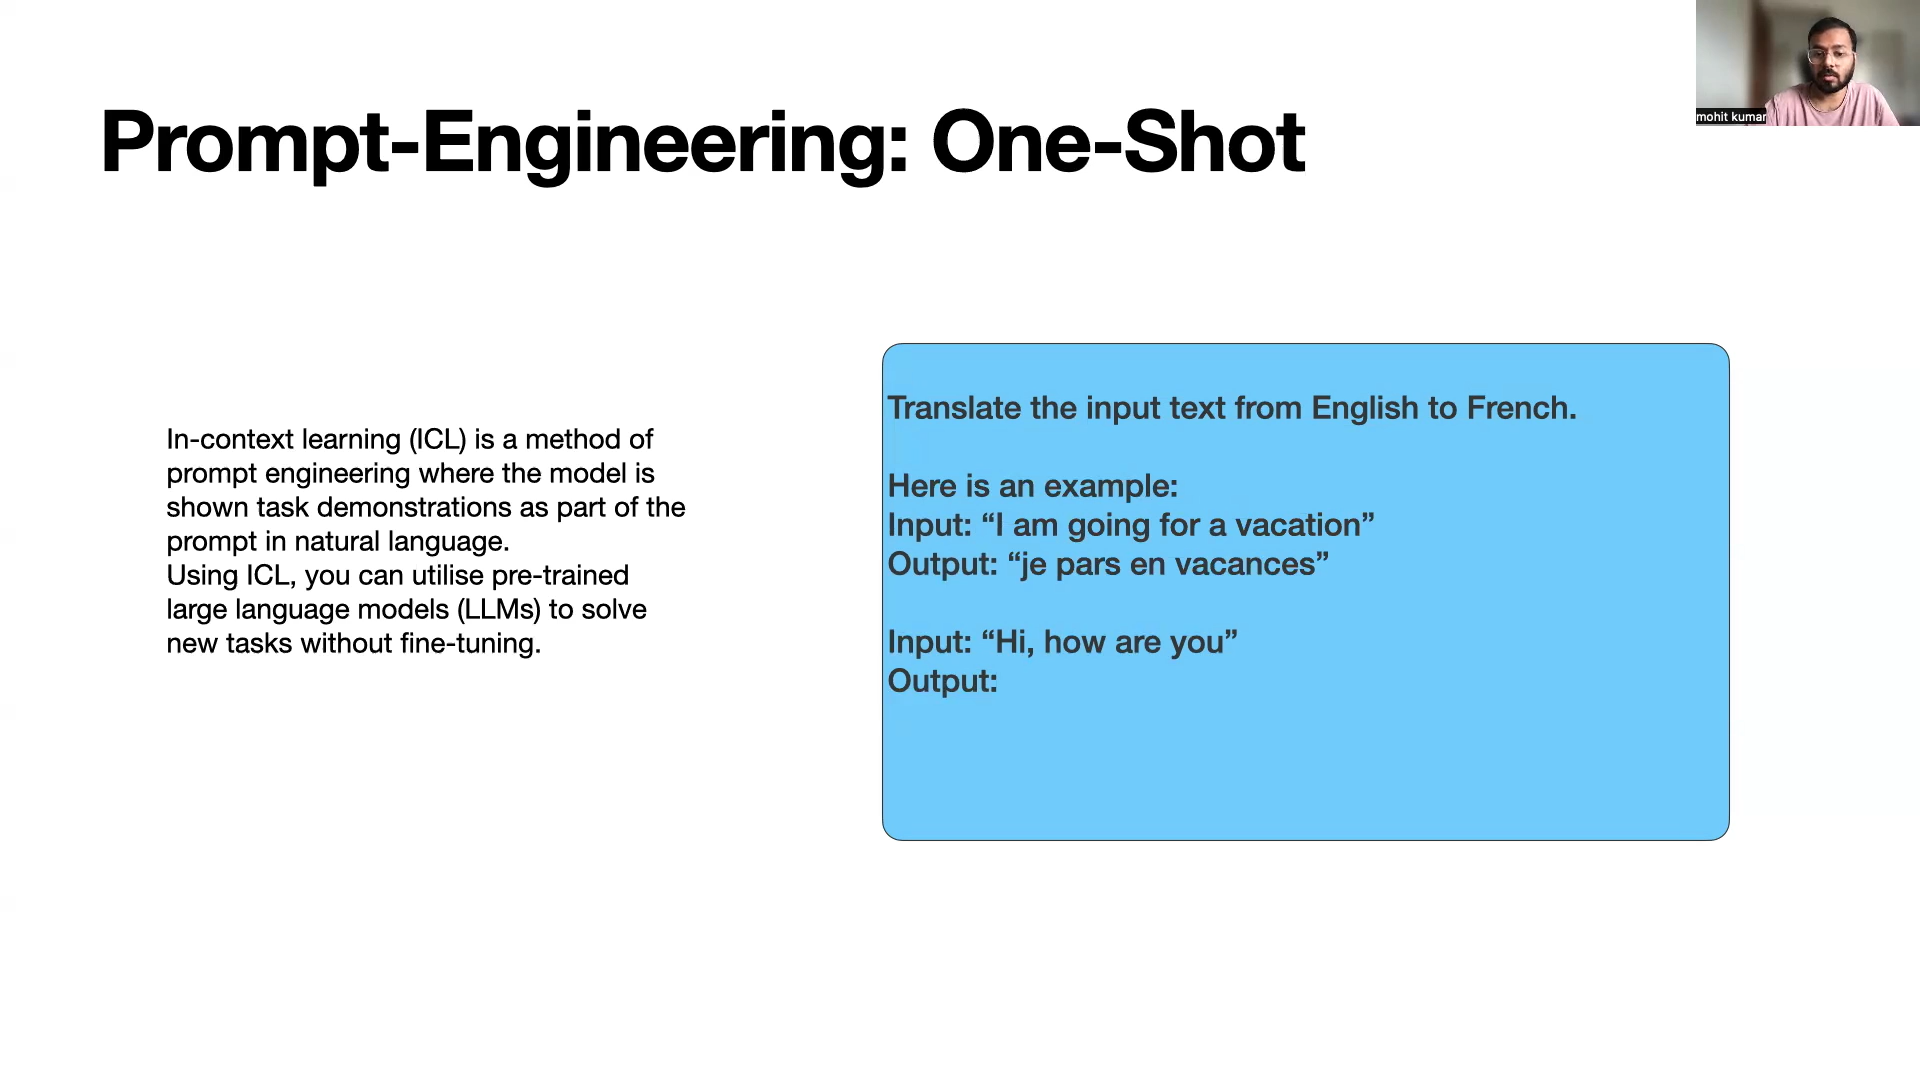 Prompt-Engineering: One-Shot
mohit kumar
In-context learning (ICL) is a method of
prompt engineering where the model is
shown task demonstrations as part of the
prompt in natural language.
Using ICL, you can utilise pre-trained
large language models (LLMs) to solve
new tasks without fine-tuning.
Translate the input text from English to French.
Here is an example:
Input: “I am going for a vacation”
Output: “je pars en vacances”
Input: “Hi, how are you”
Output: